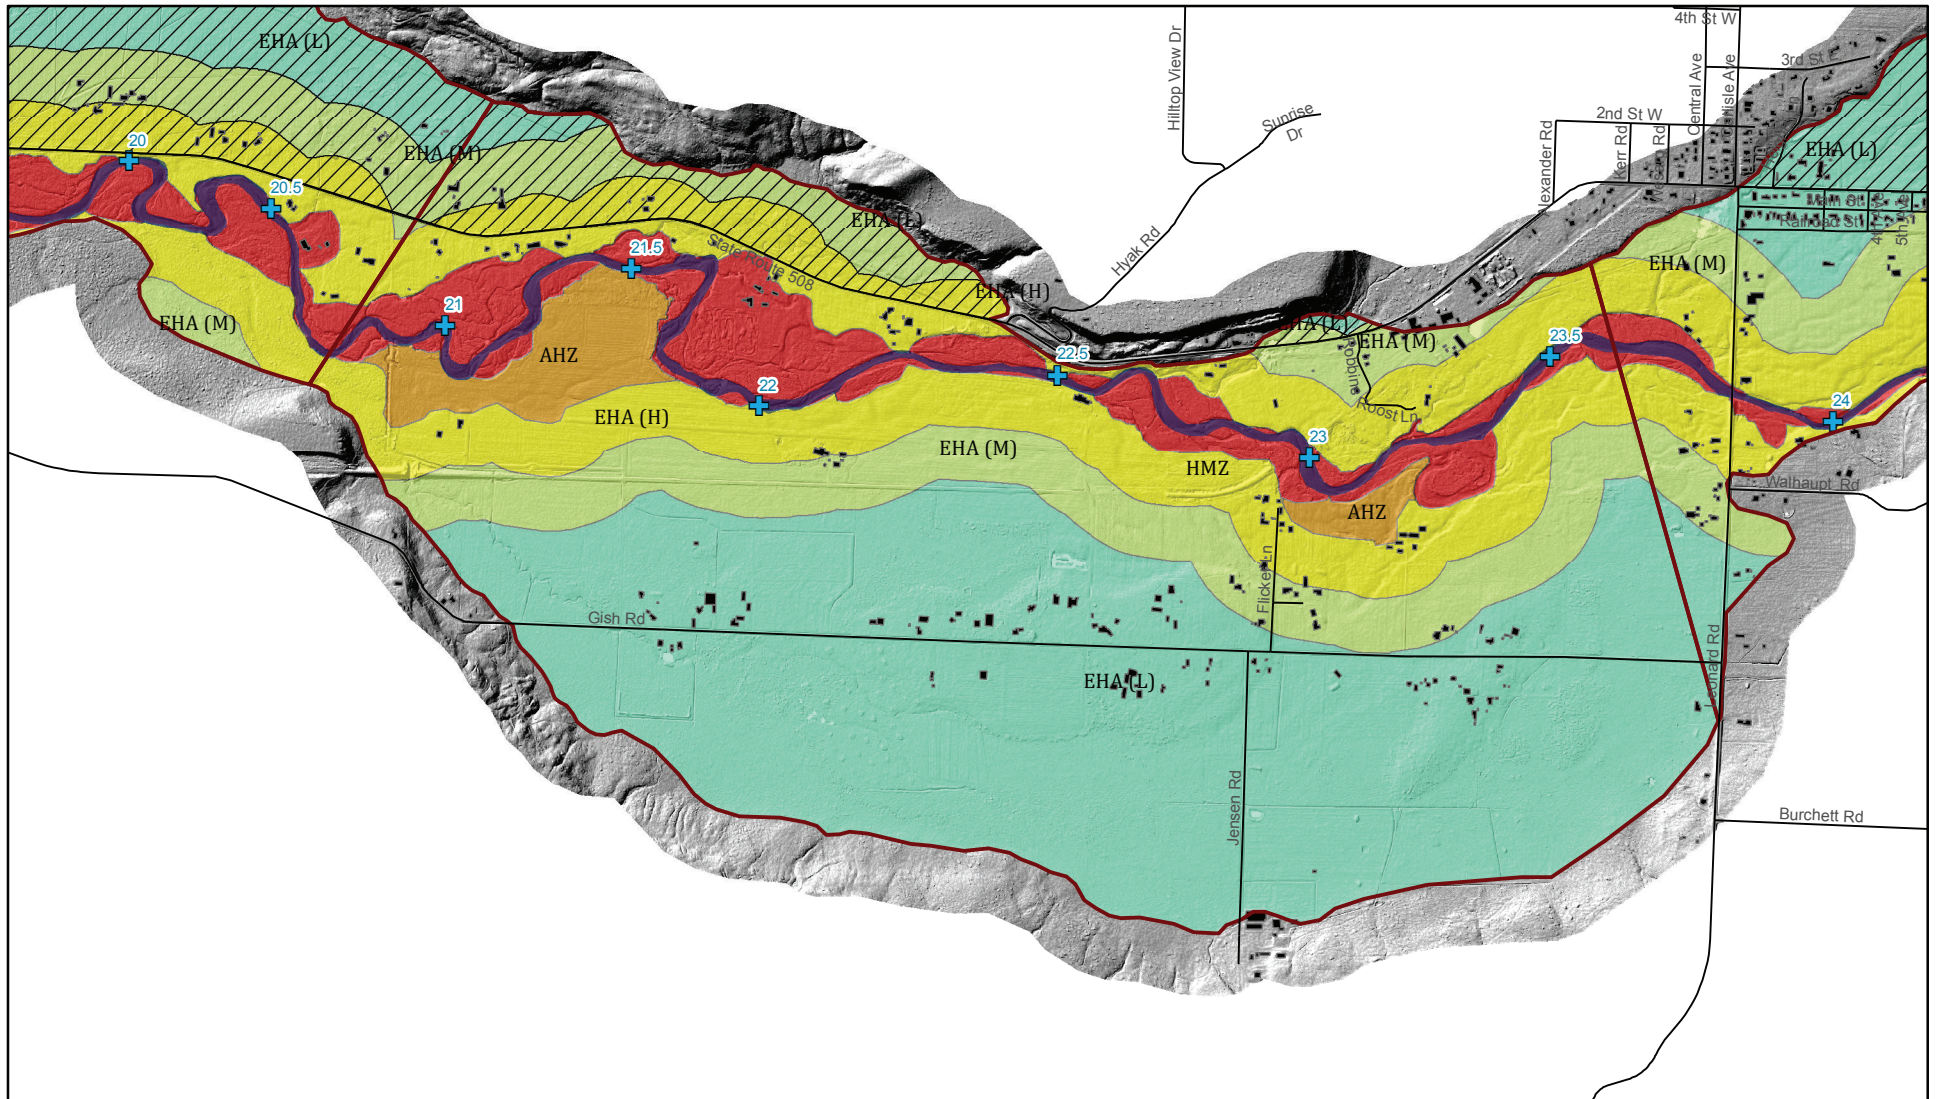 4th St W
EHA (L)
Hilltop View Dr
Central Ave
3rd St
Sunrise
Dr
2nd St W
Alexander Rd
Kerr Rd
EHA (M)
EHA (L)
20
20.5
EHA (L)
Main St
Railroad St
4th Ave
State Route 508
21.5
Hyak Rd
EHA (M)
EHA (H)
21
EHA (M)
EHA (L)
EHA (M)
AHZ
22.5
23.5
22
Roost Ln
24
EHA (H)
EHA (M)
23
HMZ
Walhaupt Rd
AHZ
Flicker Ln
Gish Rd
EHA (L)
Leonard Rd
Jensen Rd
Burchett Rd